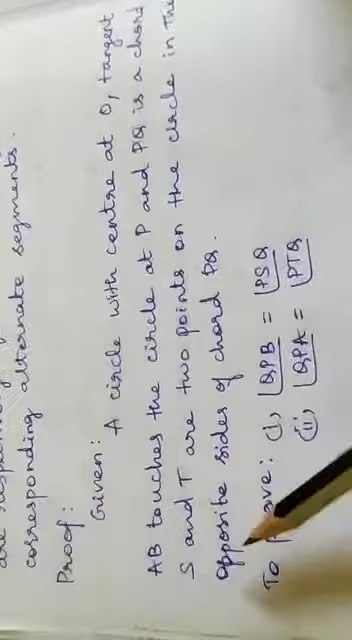 corresponding alternate segments.
Proof:
Given:
A circle with centre at O, tangent
AB touches the circle at P and PQ is a chord
S and T are two points on the circle in the
opposite sides of chord PQ.
To prove: (i) ∠QPB = ∠PSQ
(ii) ∠QPA = ∠PTQ